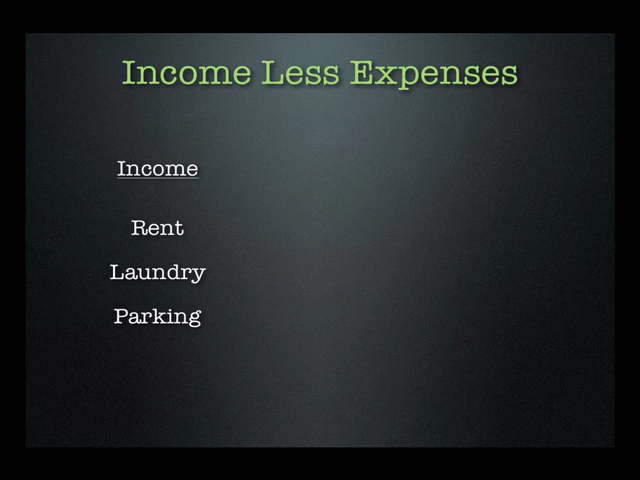 Income Less Expenses
Income
Rent
Laundry
Parking